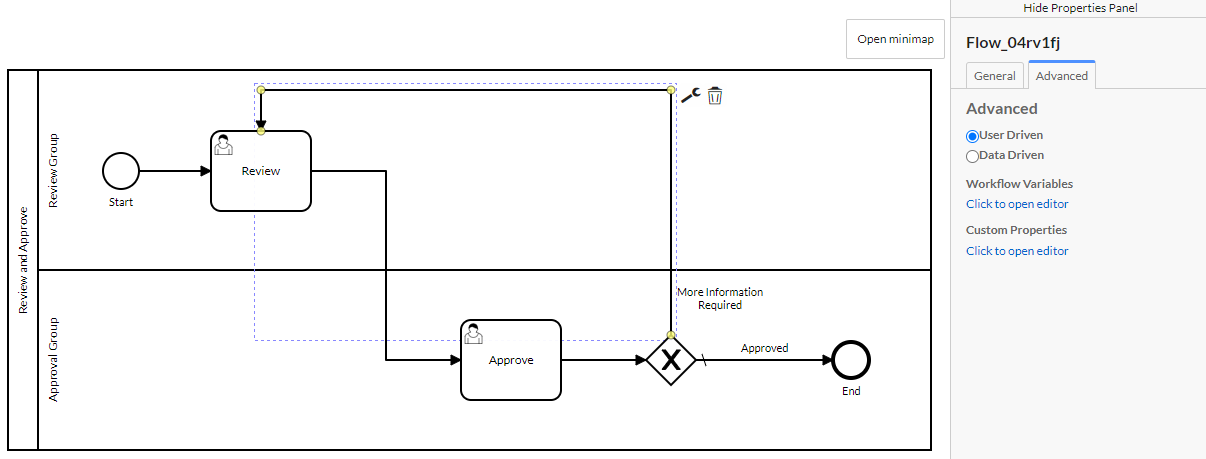 Hide Properties Panel
Open minimap
Flow_04rv1fj
General
Advanced
Advanced
User Driven
Data Driven
Workflow Variables
Click to open editor
Custom Properties
Click to open editor
Review and Approve
Review Group
Start
Review
Approval Group
More Information
Required
Approve
X
Approved
End